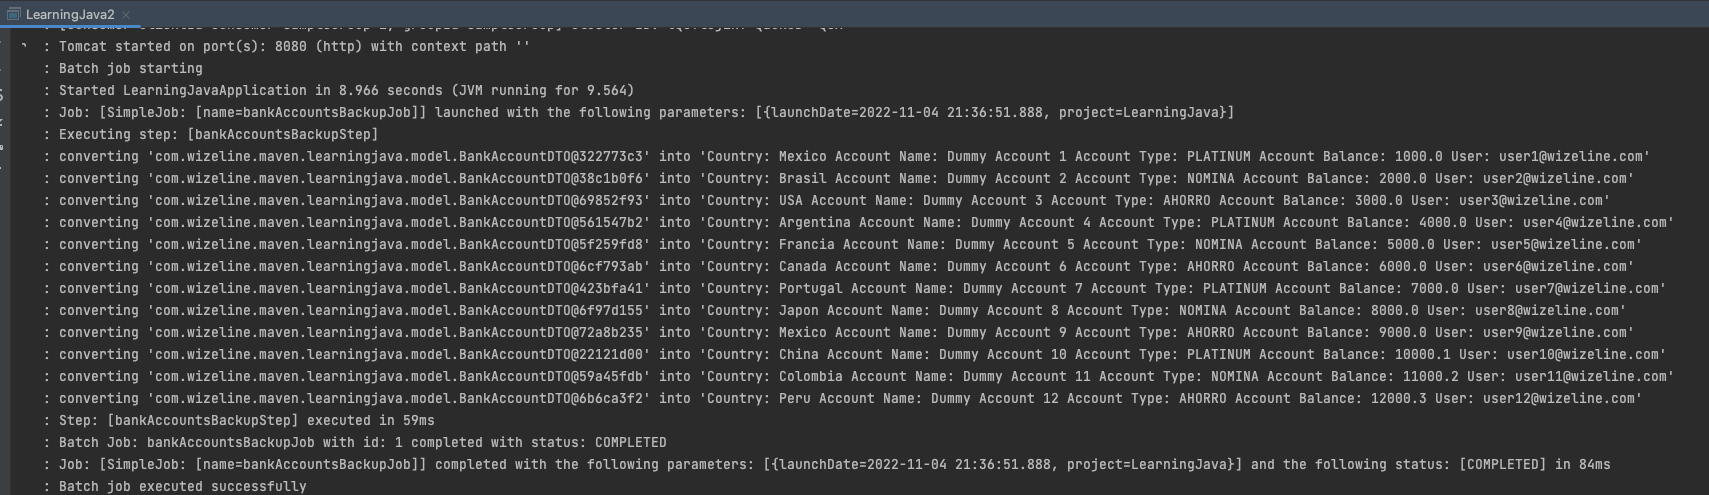 LearningJava2
: Tomcat started on port(s): 8080 (http) with context path ''
: Batch job starting
: Started LearningJavaApplication in 8.966 seconds (JVM running for 9.564)
: Job: [SimpleJob: [name=bankAccountsBackupJob]] launched with the following parameters: [{launchDate=2022-11-04 21:36:51.888, project=LearningJava}]
: Executing step: [bankAccountsBackupStep]
: converting 'com.wizeline.maven.learningjava.model.BankAccountDTO@322773c3' into 'Country: Mexico Account Name: Dummy Account 1 Account Type: PLATINUM Account Balance: 1000.0 User: user1@wizeline.com'
: converting 'com.wizeline.maven.learningjava.model.BankAccountDTO@38c1b0f6' into 'Country: Brasil Account Name: Dummy Account 2 Account Type: NOMINA Account Balance: 2000.0 User: user2@wizeline.com'
: converting 'com.wizeline.maven.learningjava.model.BankAccountDTO@69852f93' into 'Country: USA Account Name: Dummy Account 3 Account Type: AHORRO Account Balance: 3000.0 User: user3@wizeline.com'
: converting 'com.wizeline.maven.learningjava.model.BankAccountDTO@561547b2' into 'Country: Argentina Account Name: Dummy Account 4 Account Type: PLATINUM Account Balance: 4000.0 User: user4@wizeline.com'
: converting 'com.wizeline.maven.learningjava.model.BankAccountDTO@5f259fd8' into 'Country: Francia Account Name: Dummy Account 5 Account Type: NOMINA Account Balance: 5000.0 User: user5@wizeline.com'
: converting 'com.wizeline.maven.learningjava.model.BankAccountDTO@6cf793ab' into 'Country: Canada Account Name: Dummy Account 6 Account Type: AHORRO Account Balance: 6000.0 User: user6@wizeline.com'
: converting 'com.wizeline.maven.learningjava.model.BankAccountDTO@423bfa41' into 'Country: Portugal Account Name: Dummy Account 7 Account Type: PLATINUM Account Balance: 7000.0 User: user7@wizeline.com'
: converting 'com.wizeline.maven.learningjava.model.BankAccountDTO@6f97d155' into 'Country: Japon Account Name: Dummy Account 8 Account Type: NOMINA Account Balance: 8000.0 User: user8@wizeline.com'
: converting 'com.wizeline.maven.learningjava.model.BankAccountDTO@72a8b235' into 'Country: Mexico Account Name: Dummy Account 9 Account Type: AHORRO Account Balance: 9000.0 User: user9@wizeline.com'
: converting 'com.wizeline.maven.learningjava.model.BankAccountDTO@22121d00' into 'Country: China Account Name: Dummy Account 10 Account Type: PLATINUM Account Balance: 10000.1 User: user10@wizeline.com'
: converting 'com.wizeline.maven.learningjava.model.BankAccountDTO@59a45fdb' into 'Country: Colombia Account Name: Dummy Account 11 Account Type: NOMINA Account Balance: 11000.2 User: user11@wizeline.com'
: converting 'com.wizeline.maven.learningjava.model.BankAccountDTO@6b6ca3f2' into 'Country: Peru Account Name: Dummy Account 12 Account Type: AHORRO Account Balance: 12000.3 User: user12@wizeline.com'
: Step: [bankAccountsBackupStep] executed in 59ms
: Batch Job: bankAccountsBackupJob with id: 1 completed with status: COMPLETED
: Job: [SimpleJob: [name=bankAccountsBackupJob]] completed with the following parameters: [{launchDate=2022-11-04 21:36:51.888, project=LearningJava}] and the following status: [COMPLETED] in 84ms
: Batch job executed successfully